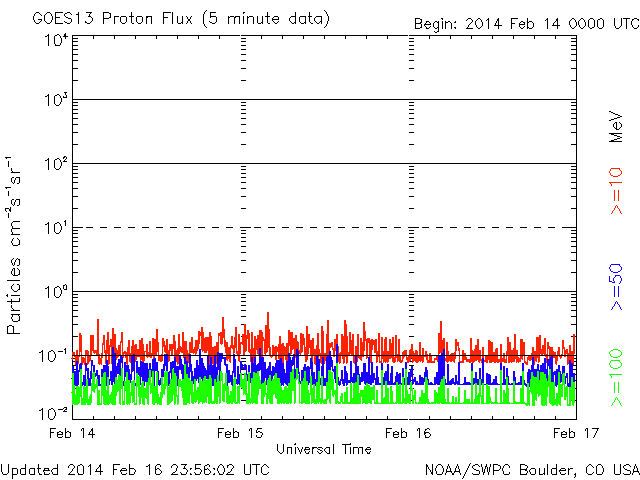 GOES13 Proton Flux (5 minute data)
Begin: 2014 Feb 14 0000 UTC
Particles cm⁻²s⁻¹sr⁻¹
10⁴
10³
10²
10¹
10⁰
10⁻¹
10⁻²
Feb 14
Feb 15
Feb 16
Feb 17
Universal Time
MeV
>=10
>=50
>=100
Updated 2014 Feb 16 23:56:02 UTC
NOAA/SWPC Boulder, CO USA